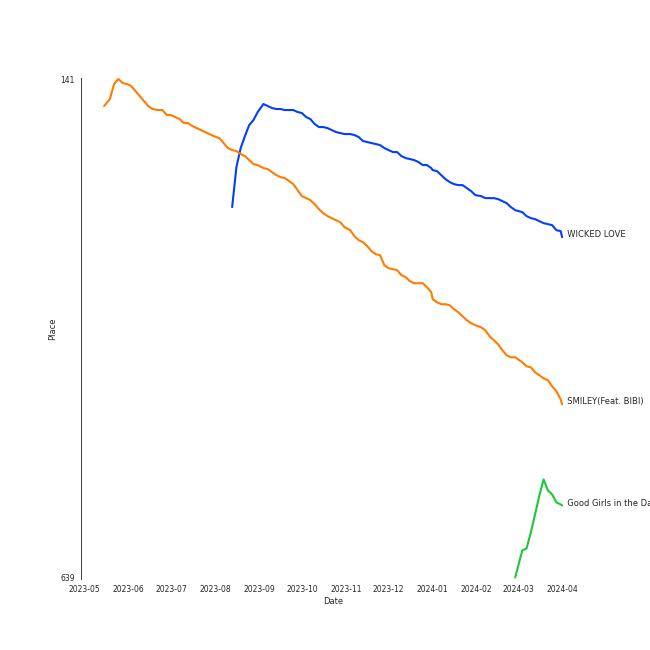 141
WICKED LOVE
Place
SMILEY(Feat. BIBI)
Good Girls in the
639
2023-05 2023-06 2023-07 2023-08 2023-09 2023-10 2023-11 2023-12 2024-01 2024-02 2024-03 2024-04
Date